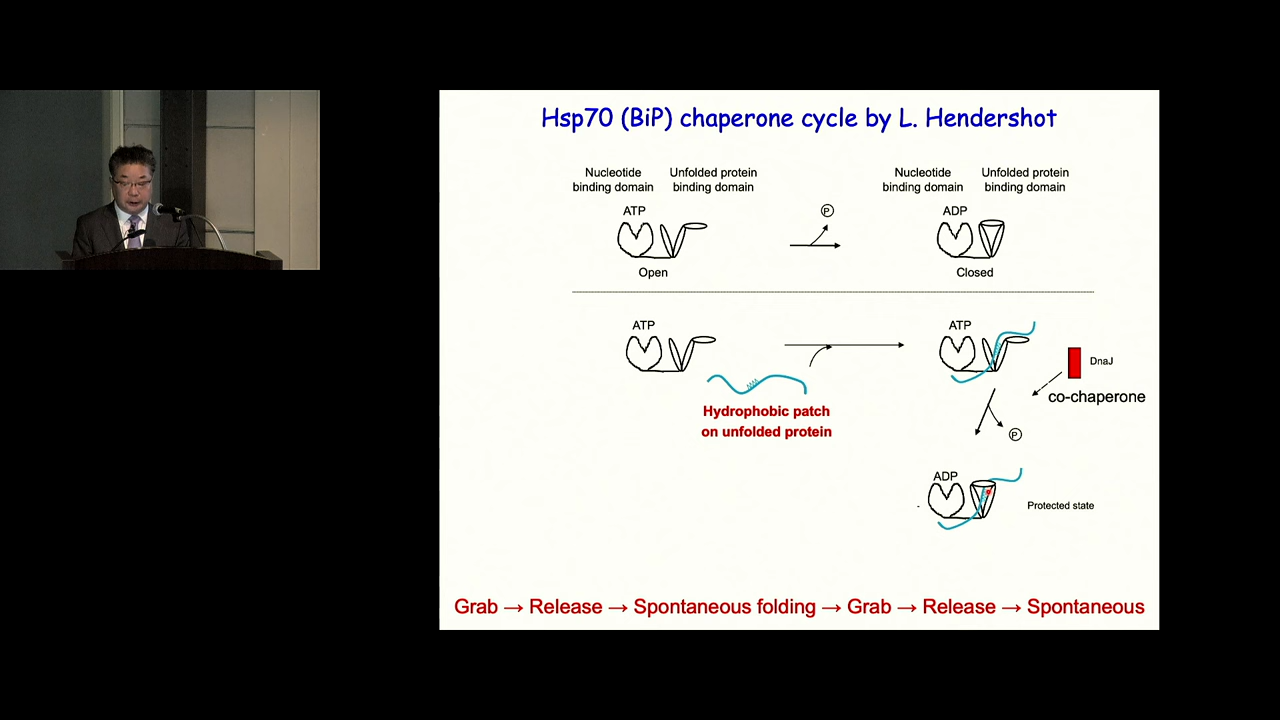 Hsp70 (BiP) chaperone cycle by L. Hendershot
Nucleotide
binding domain
Unfolded protein
binding domain
Nucleotide
binding domain
Unfolded protein
binding domain
ATP
P
ADP
Open
Closed
ATP
ATP
DnaJ
co-chaperone
Hydrophobic patch
on unfolded protein
P
ADP
Protected state
Grab → Release → Spontaneous folding → Grab → Release → Spontaneous